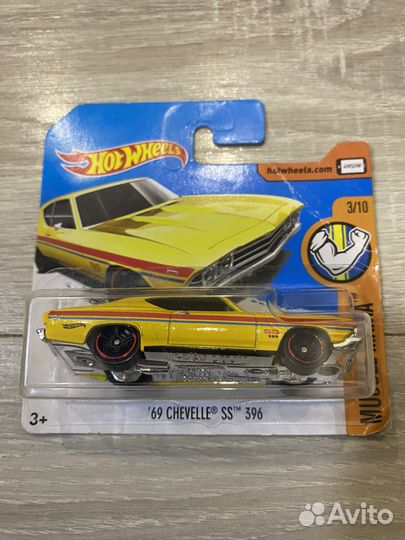 Hot Wheels
hotwheels.com
3/10
'69 CHEVELLE® SS™ 396
3+
Avito